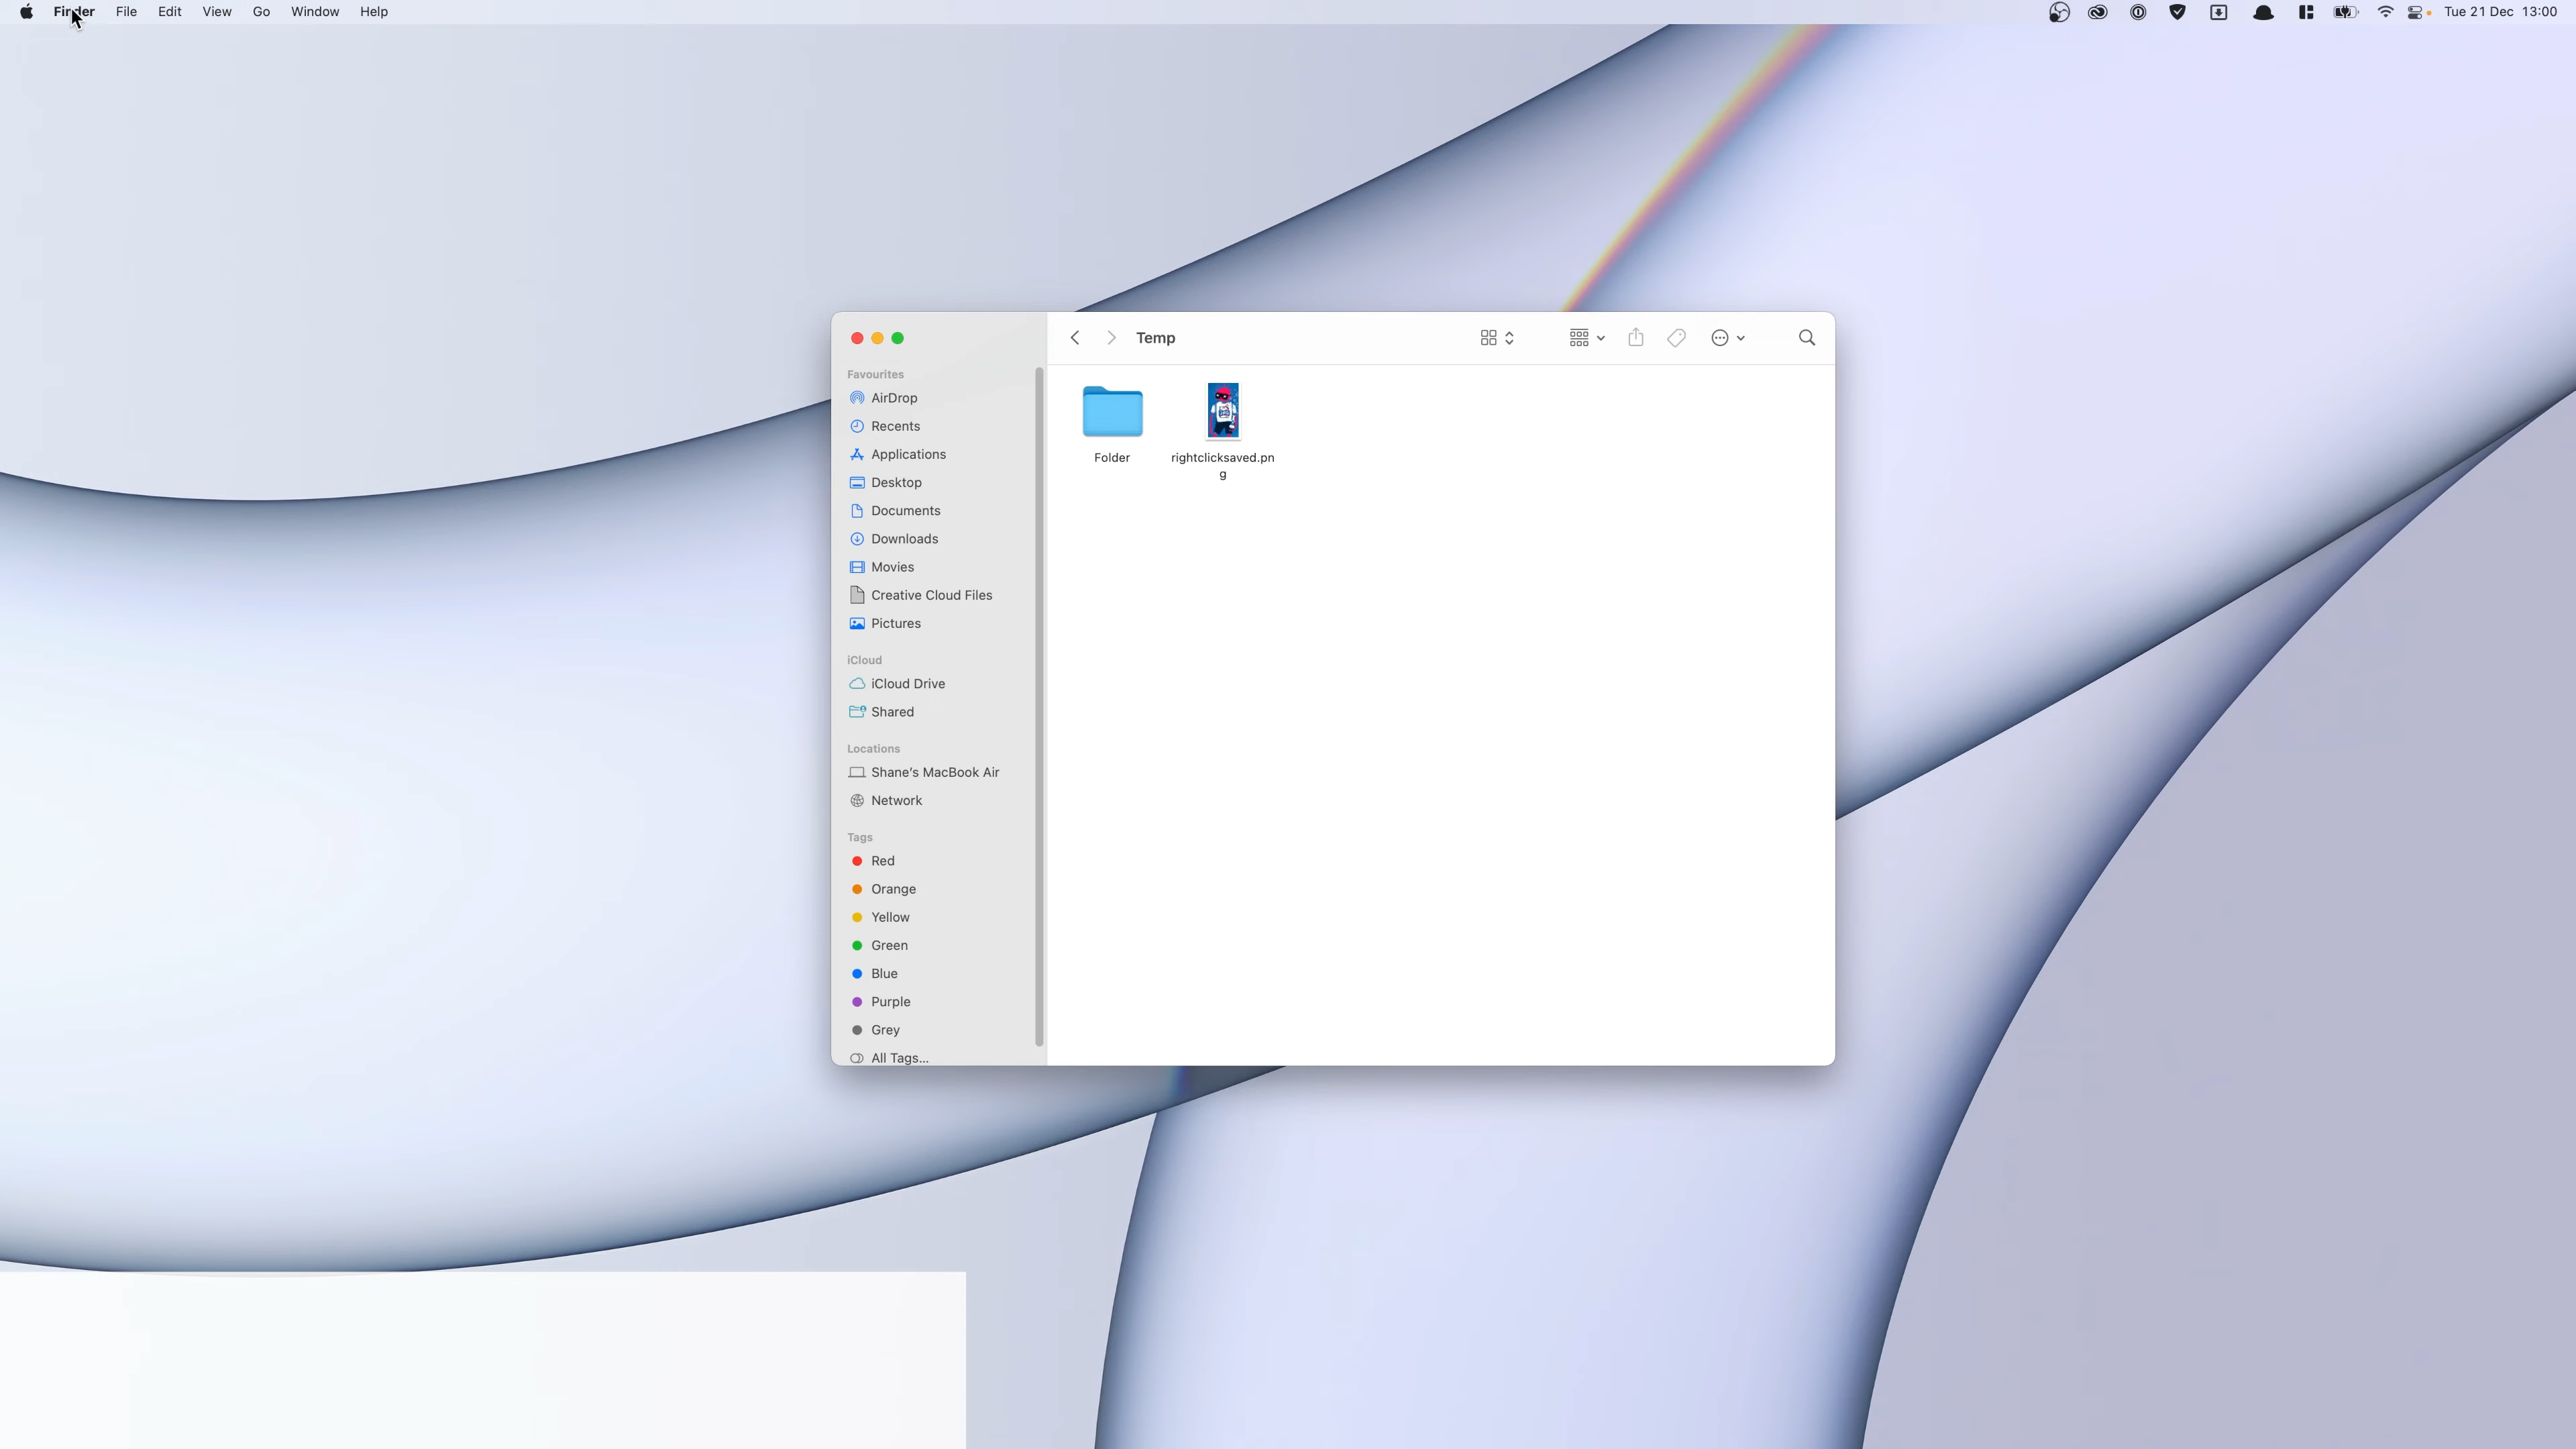 Finder File Edit View Go Window Help Tue 21 Dec 13:00
Temp
Favourites
AirDrop
Recents
Applications
Desktop
Documents
Downloads
Movies
Creative Cloud Files
Pictures
iCloud
iCloud Drive
Shared
Locations
Shane's MacBook Air
Network
Tags
Red
Orange
Yellow
Green
Blue
Purple
Grey
All Tags...
Folder
rightclicksaved.pn
g